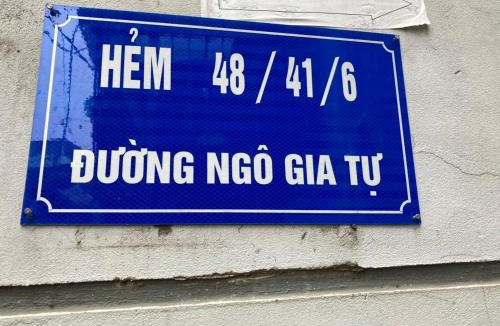 HẺM 48/41/6
ĐƯỜNG NGÔ GIA TỰ